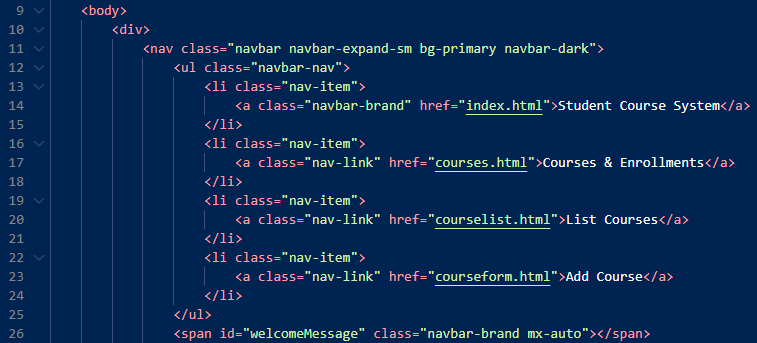 9 <body>
10 <div>
11 <nav class="navbar navbar-expand-sm bg-primary navbar-dark">
12 <ul class="navbar-nav">
13 <li class="nav-item">
14 <a class="navbar-brand" href="index.html">Student Course System</a>
15 </li>
16 <li class="nav-item">
17 <a class="nav-link" href="courses.html">Courses & Enrollments</a>
18 </li>
19 <li class="nav-item">
20 <a class="nav-link" href="courselist.html">List Courses</a>
21 </li>
22 <li class="nav-item">
23 <a class="nav-link" href="courseform.html">Add Course</a>
24 </li>
25 </ul>
26 <span id="welcomeMessage" class="navbar-brand mx-auto"></span>